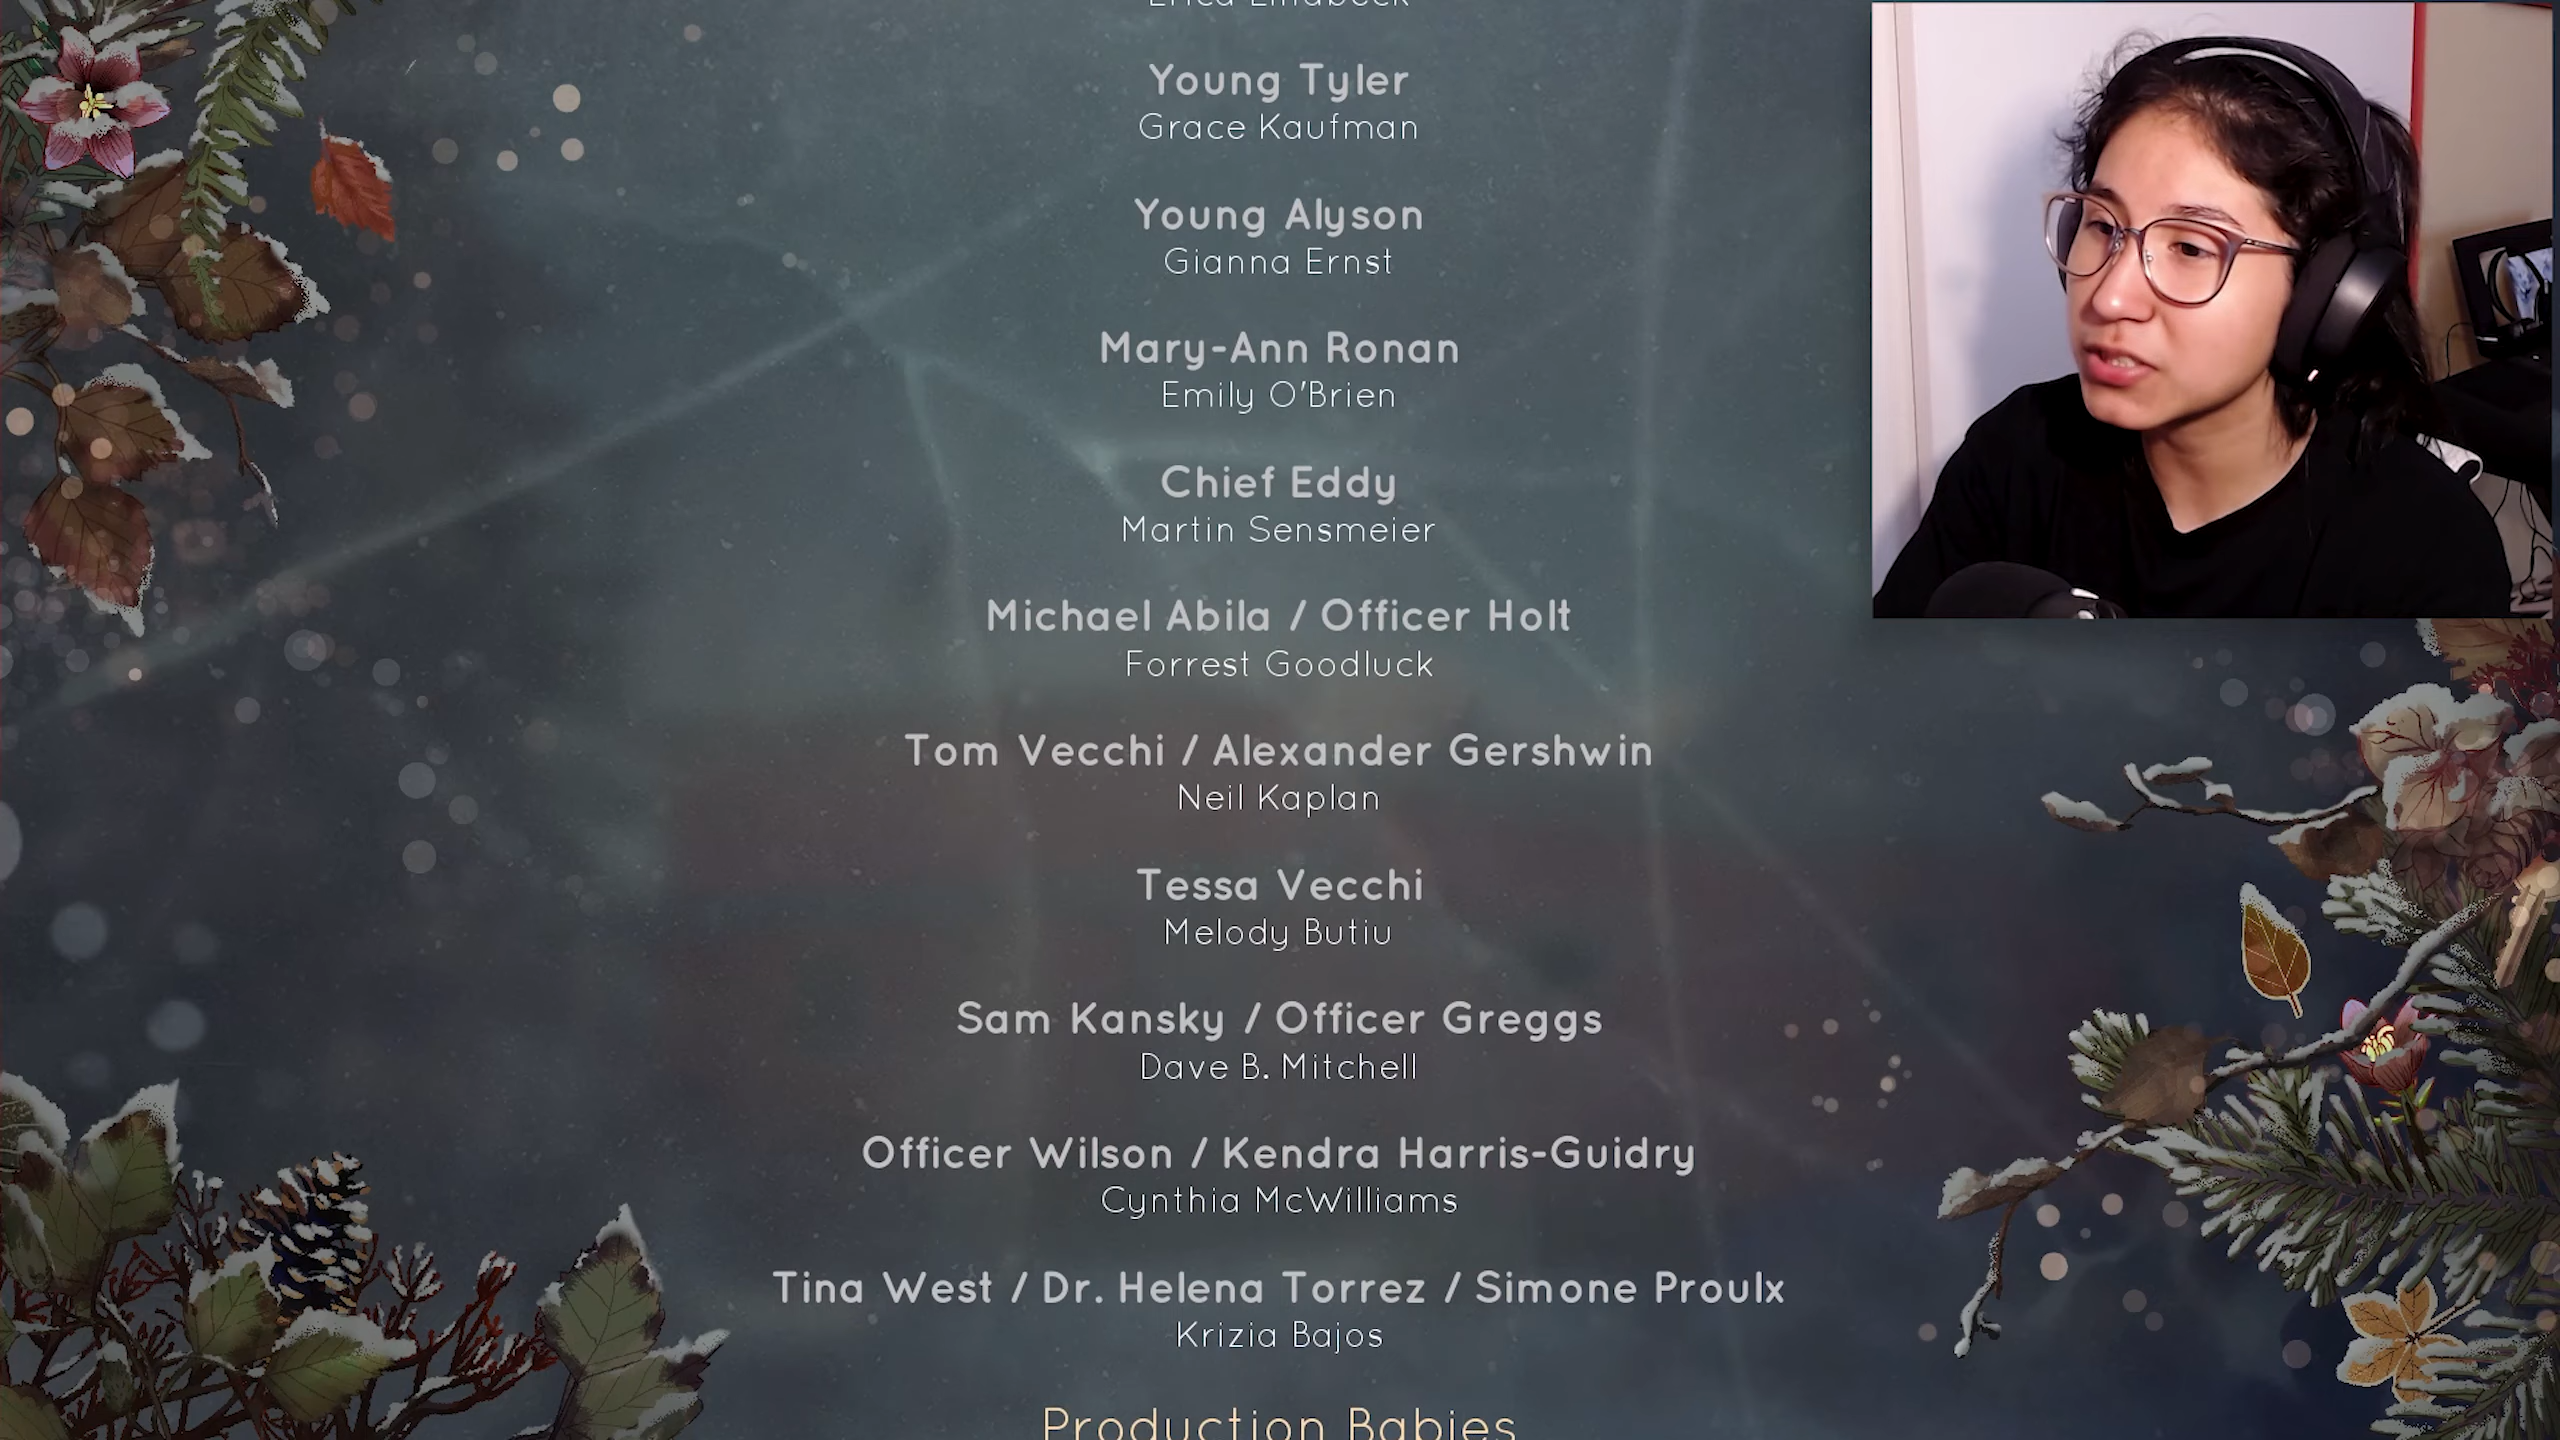 Young Tyler
Grace Kaufman
Young Alyson
Gianna Ernst
Mary-Ann Ronan
Emily O'Brien
Chief Eddy
Martin Sensmeier
Michael Abila / Officer Holt
Forrest Goodluck
Tom Vecchi / Alexander Gershwin
Neil Kaplan
Tessa Vecchi
Melody Butiu
Sam Kansky / Officer Greggs
Dave B. Mitchell
Officer Wilson / Kendra Harris-Guidry
Cynthia McWilliams
Tina West / Dr. Helena Torrez / Simone Proulx
Krizia Bajos
Production Babies